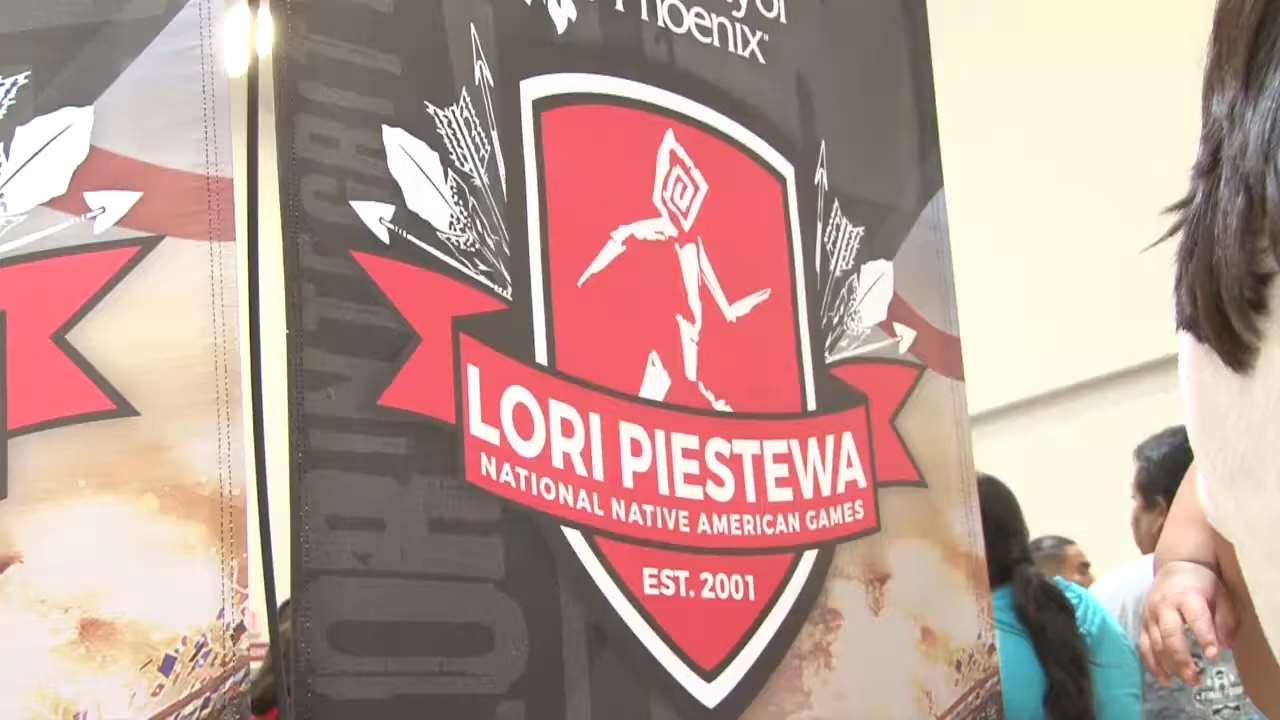 Phoenix
LORI PIESTEWA
NATIONAL NATIVE AMERICAN GAMES
EST. 2001